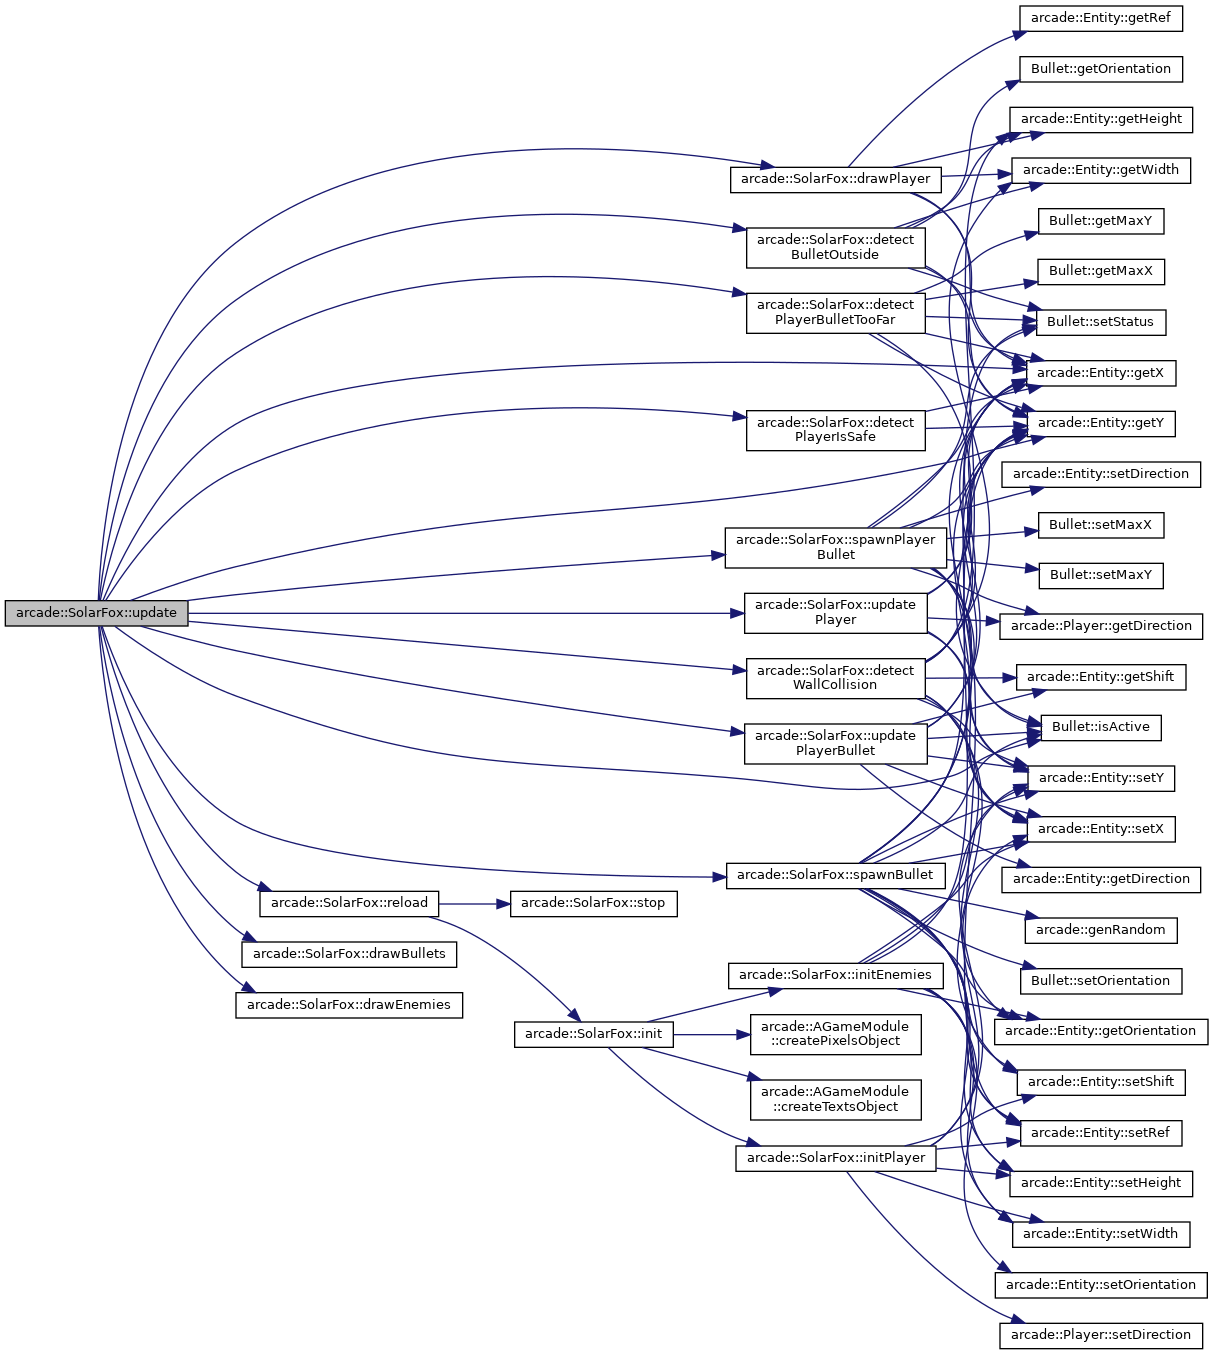 arcade::SolarFox::update
arcade::SolarFox::drawPlayer
arcade::SolarFox::detect
BulletOutside
arcade::SolarFox::detect
PlayerBulletTooFar
arcade::SolarFox::detect
PlayerIsSafe
arcade::SolarFox::spawnPlayer
Bullet
arcade::SolarFox::update
Player
arcade::SolarFox::detect
WallCollision
arcade::SolarFox::update
PlayerBullet
arcade::SolarFox::spawnBullet
arcade::SolarFox::reload
arcade::SolarFox::stop
arcade::SolarFox::drawBullets
arcade::SolarFox::drawEnemies
arcade::SolarFox::init
arcade::SolarFox::initEnemies
arcade::AGameModule
::createPixelsObject
arcade::AGameModule
::createTextsObject
arcade::SolarFox::initPlayer
arcade::Entity::getRef
Bullet::getOrientation
arcade::Entity::getHeight
arcade::Entity::getWidth
Bullet::getMaxY
Bullet::getMaxX
Bullet::setStatus
arcade::Entity::getX
arcade::Entity::getY
arcade::Entity::setDirection
Bullet::setMaxX
Bullet::setMaxY
arcade::Player::getDirection
arcade::Entity::getShift
Bullet::isActive
arcade::Entity::setY
arcade::Entity::setX
arcade::Entity::getDirection
arcade::genRandom
Bullet::setOrientation
arcade::Entity::getOrientation
arcade::Entity::setShift
arcade::Entity::setRef
arcade::Entity::setHeight
arcade::Entity::setWidth
arcade::Entity::setOrientation
arcade::Player::setDirection